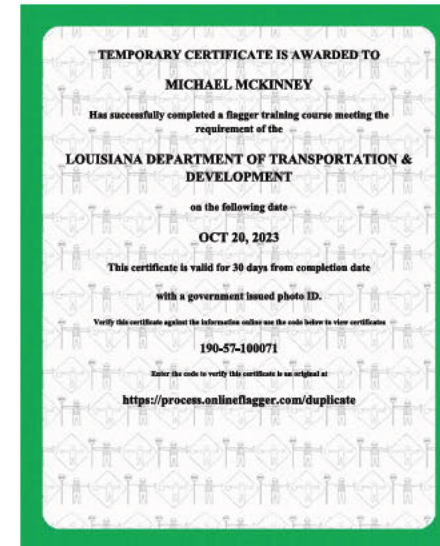 TEMPORARY CERTIFICATE IS AWARDED TO
MICHAEL MCKINNEY
Has successfully completed a flagger training course meeting the
requirement of the
LOUISIANA DEPARTMENT OF TRANSPORTATION &
DEVELOPMENT
on the following date
OCT 20, 2023
This certificate is valid for 30 days from completion date
with a government issued photo ID.
Verify this certificate against the information online use the code below to view certificates
190-57-100071
Enter the code to verify this certificate is an original at
https://process.onlineflagger.com/duplicate